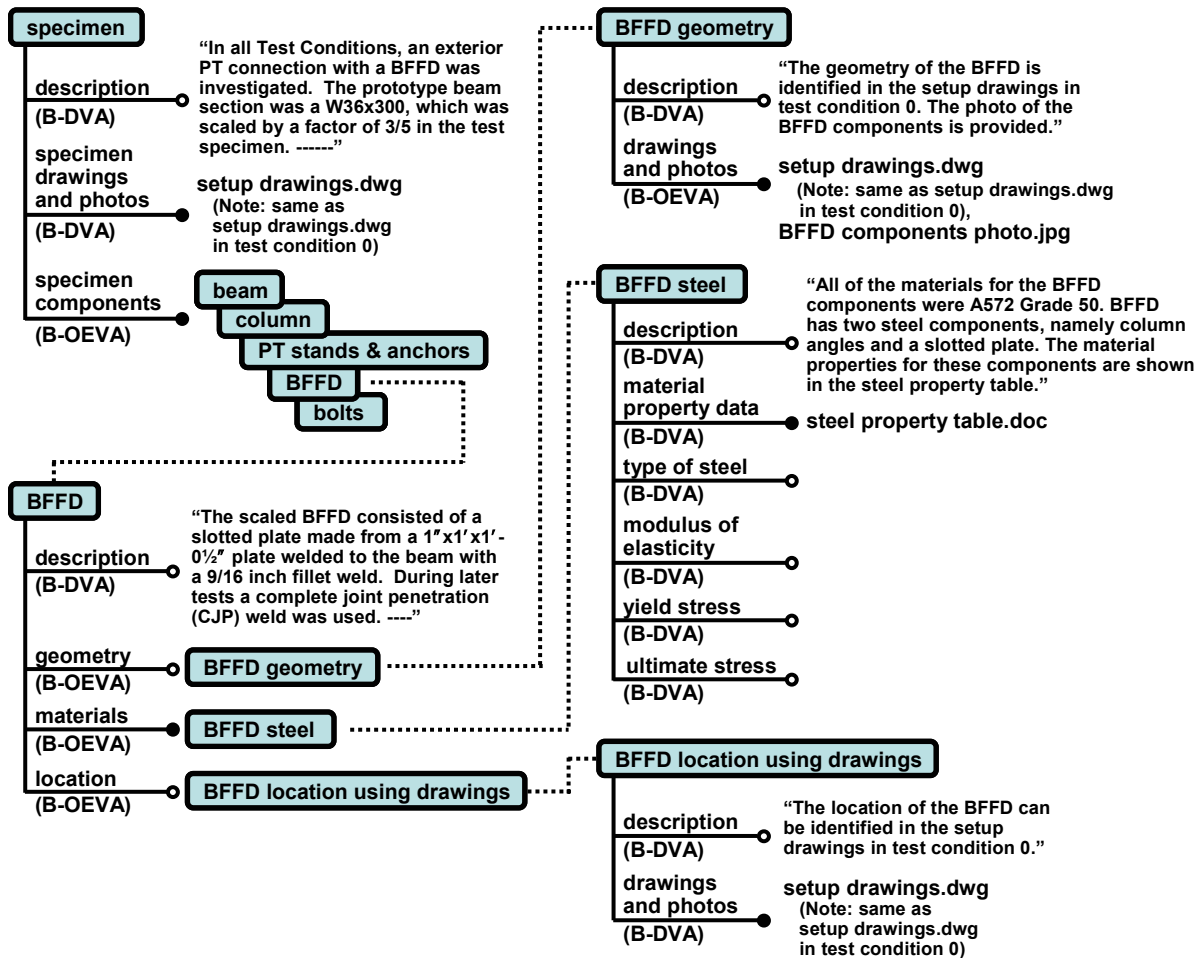 specimen
description
(B-DVA)
“In all Test Conditions, an exterior
PT connection with a BFFD was
investigated.  The prototype beam
section was a W36x300, which was
scaled by a factor of 3/5 in the test
specimen. ------”
specimen
drawings
and photos
(B-DVA)
setup drawings.dwg
(Note: same as
setup drawings.dwg
in test condition 0)
specimen
components
(B-OEVA)
beam
column
PT stands & anchors
BFFD
bolts
BFFD
description
(B-DVA)
“The scaled BFFD consisted of a
slotted plate made from a 1″x1′x1′-
0½″ plate welded to the beam with
a 9/16 inch fillet weld.  During later
tests a complete joint penetration
(CJP) weld was used. ----”
geometry
(B-OEVA)
BFFD geometry
materials
(B-OEVA)
BFFD steel
location
(B-OEVA)
BFFD location using drawings
BFFD geometry
description
(B-DVA)
“The geometry of the BFFD is
identified in the setup drawings in
test condition 0. The photo of the
BFFD components is provided.”
drawings
and photos
(B-OEVA)
setup drawings.dwg
(Note: same as setup drawings.dwg
in test condition 0),
BFFD components photo.jpg
BFFD steel
description
(B-DVA)
“All of the materials for the BFFD
components were A572 Grade 50. BFFD
has two steel components, namely column
angles and a slotted plate. The material
properties for these components are shown
in the steel property table.”
material
property data
(B-DVA)
steel property table.doc
type of steel
(B-DVA)
modulus of
elasticity
(B-DVA)
yield stress
(B-DVA)
ultimate stress
(B-DVA)
BFFD location using drawings
description
(B-DVA)
“The location of the BFFD can
be identified in the setup
drawings in test condition 0.”
drawings
and photos
(B-DVA)
setup drawings.dwg
(Note: same as
setup drawings.dwg
in test condition 0)